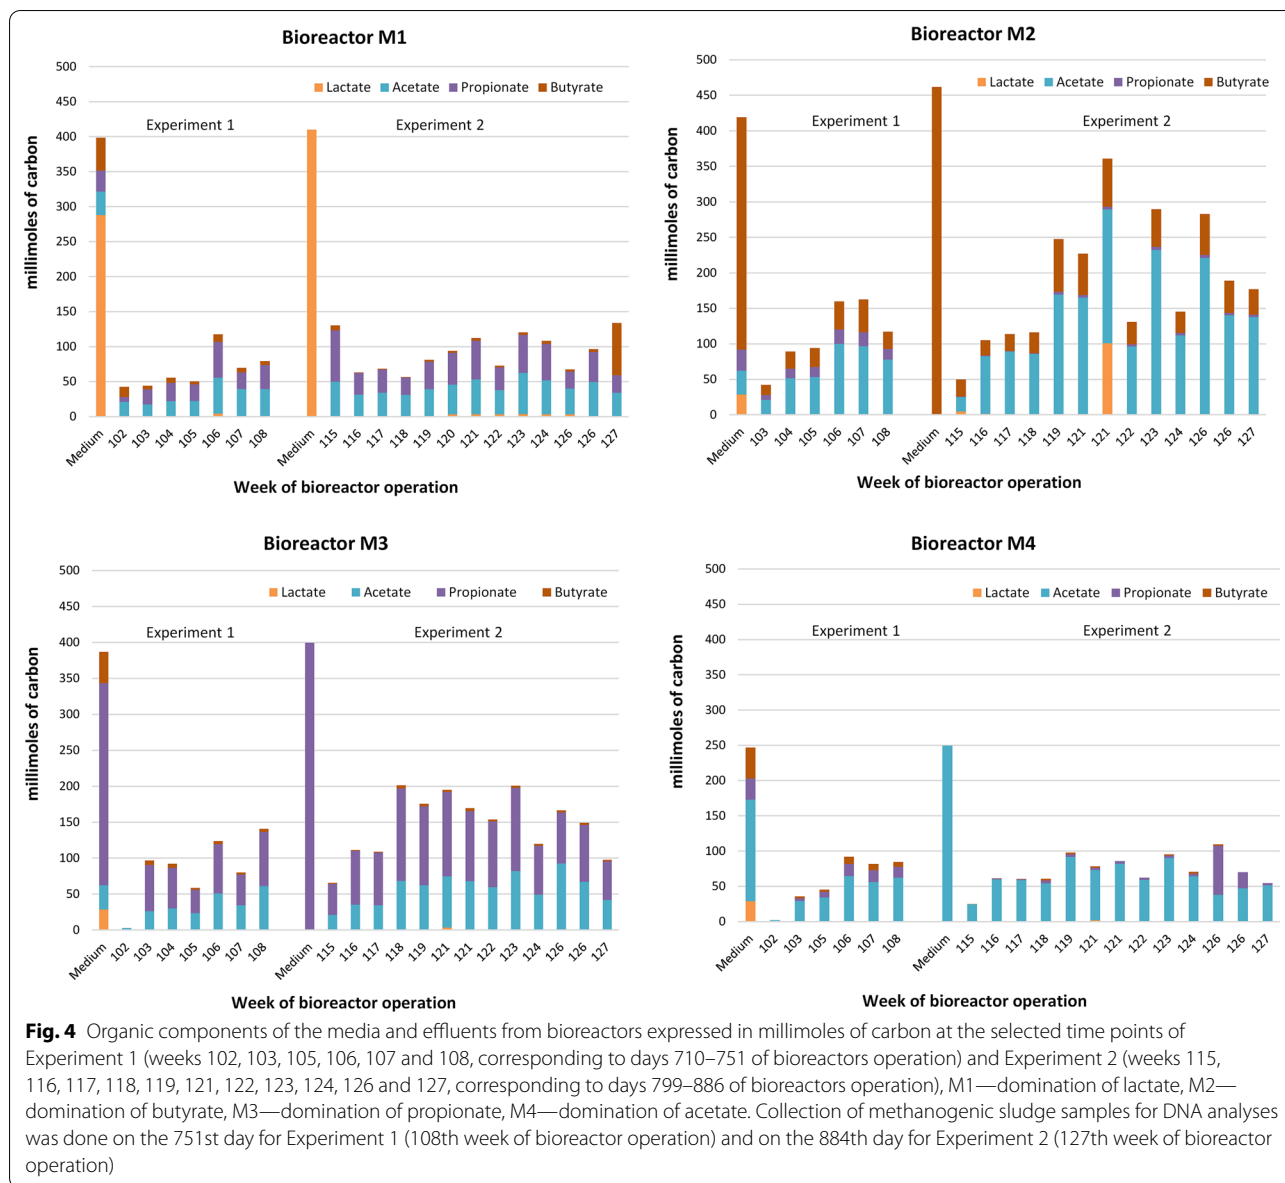 Bioreactor M1
500
450
400
350
300
250
200
150
100
50
0
millimoles of carbon
Lactate Acetate Propionate Butyrate
Experiment 1 Experiment 2
Medium 102 103 104 105 106 107 108 Medium 115 116 117 118 119 120 121 122 123 124 126 126 127
Week of bioreactor operation
Bioreactor M2
500
450
400
350
300
250
200
150
100
50
0
millimoles of carbon
Lactate Acetate Propionate Butyrate
Experiment 1 Experiment 2
Medium 103 104 105 106 107 108 Medium 115 116 117 118 119 121 121 122 123 124 126 126 127
Week of bioreactor operation
Bioreactor M3
500
450
400
350
300
250
200
150
100
50
0
millimoles of carbon
Lactate Acetate Propionate Butyrate
Experiment 1 Experiment 2
Medium 102 103 104 105 106 107 108 Medium 115 116 117 118 119 121 121 122 123 124 126 126 127
Week of bioreactor operation
Bioreactor M4
500
450
400
350
300
250
200
150
100
50
0
millimoles of carbon
Lactate Acetate Propionate Butyrate
Experiment 1 Experiment 2
Medium 102 103 105 106 107 108 Medium 115 116 117 118 119 121 121 122 123 124 126 126 127
Week of bioreactor operation
Fig. 4 Organic components of the media and effluents from bioreactors expressed in millimoles of carbon at the selected time points of
Experiment 1 (weeks 102, 103, 105, 106, 107 and 108, corresponding to days 710–751 of bioreactors operation) and Experiment 2 (weeks 115,
116, 117, 118, 119, 121, 122, 123, 124, 126 and 127, corresponding to days 799–886 of bioreactors operation), M1—domination of lactate, M2—
domination of butyrate, M3—domination of propionate, M4—domination of acetate. Collection of methanogenic sludge samples for DNA analyses
was done on the 751st day for Experiment 1 (108th week of bioreactor operation) and on the 884th day for Experiment 2 (127th week of bioreactor
operation)